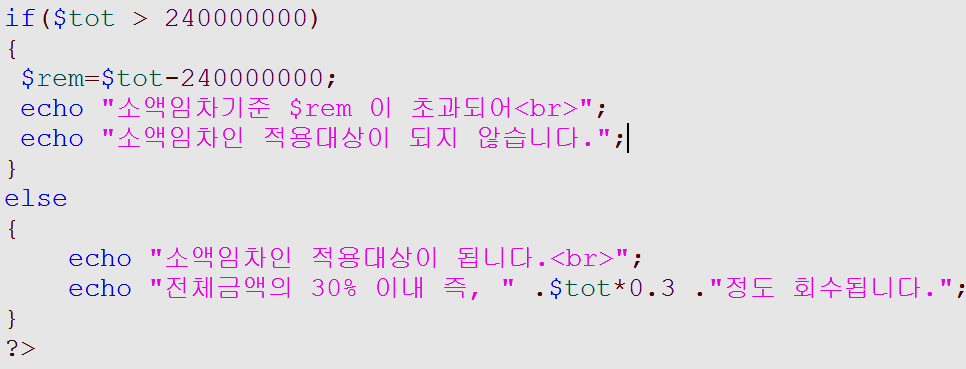 if($tot > 240000000)
{
$rem=$tot-240000000;
echo "소액임차기준 $rem 이 초과되어<br>";
echo "소액임차인 적용대상이 되지 않습니다.";
}
else
{
echo "소액임차인 적용대상이 됩니다.<br>";
echo "전체금액의 30% 이내 즉, " .$tot*0.3 ."정도 회수됩니다.";
}
?>